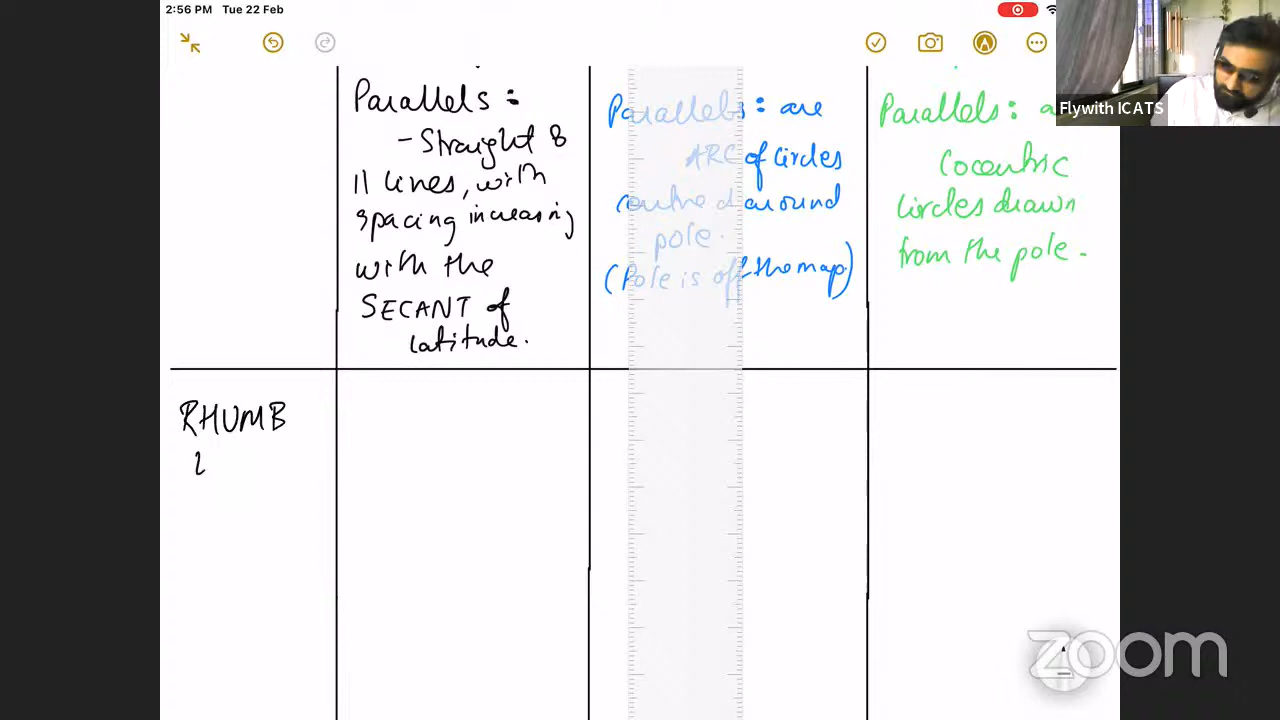 2:56 PM Tue 22 Feb
Flywith ICATS
Parallels :
- Straight &
11 lines with
spacing increasing
with the
SECANT of
latitude.
Parallels : are
ARC of circles
centred around
pole
(Pole is off the map)
Parallels : a
Cocentric
circles drawn
from the pole.
RHUMB
zoom